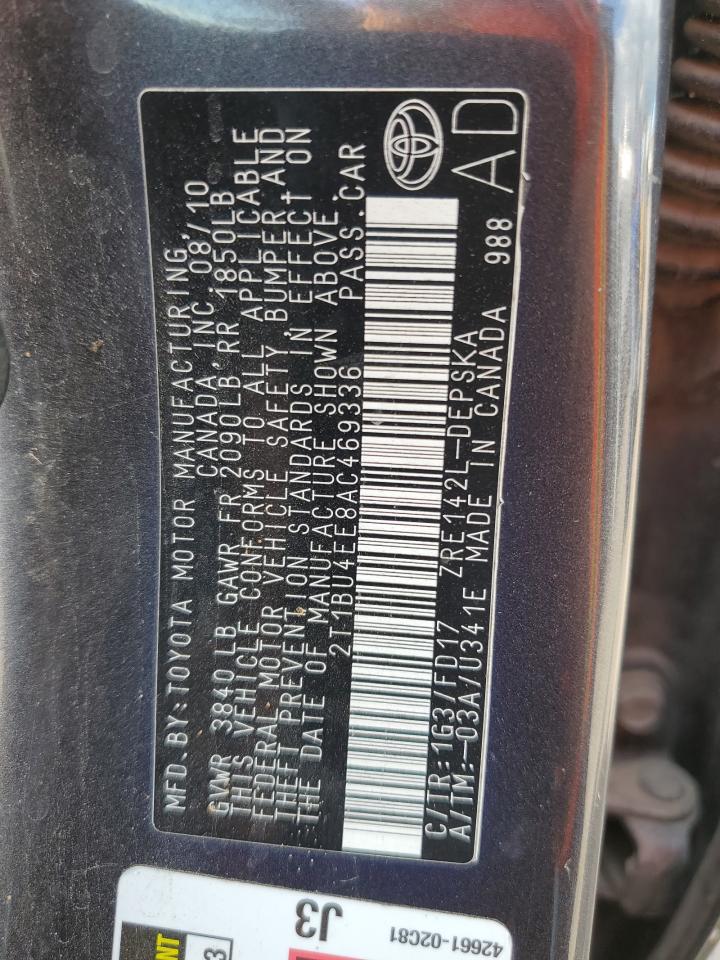 MFD.BY:TOYOTA MOTOR MANUFACTURING
CANADA INC. 08/10
GVWR 3840LB GAWR FR 2090LB RR 1850LB
THIS VEHICLE CONFORMS TO ALL APPLICABLE
FEDERAL MOTOR VEHICLE SAFETY BUMPER AND
THEFT PREVENTION STANDARDS IN EFFECT ON
THE DATE OF MANUFACTURE SHOWN ABOVE.
2T1BU4EE8AC469336 PASS.CAR
C/TR:1G3/FD17 ZRE142L-DEPSKA
A/TM:-03A/U341E MADE IN CANADA 988
AD
J3
42661-02C81
NT
3